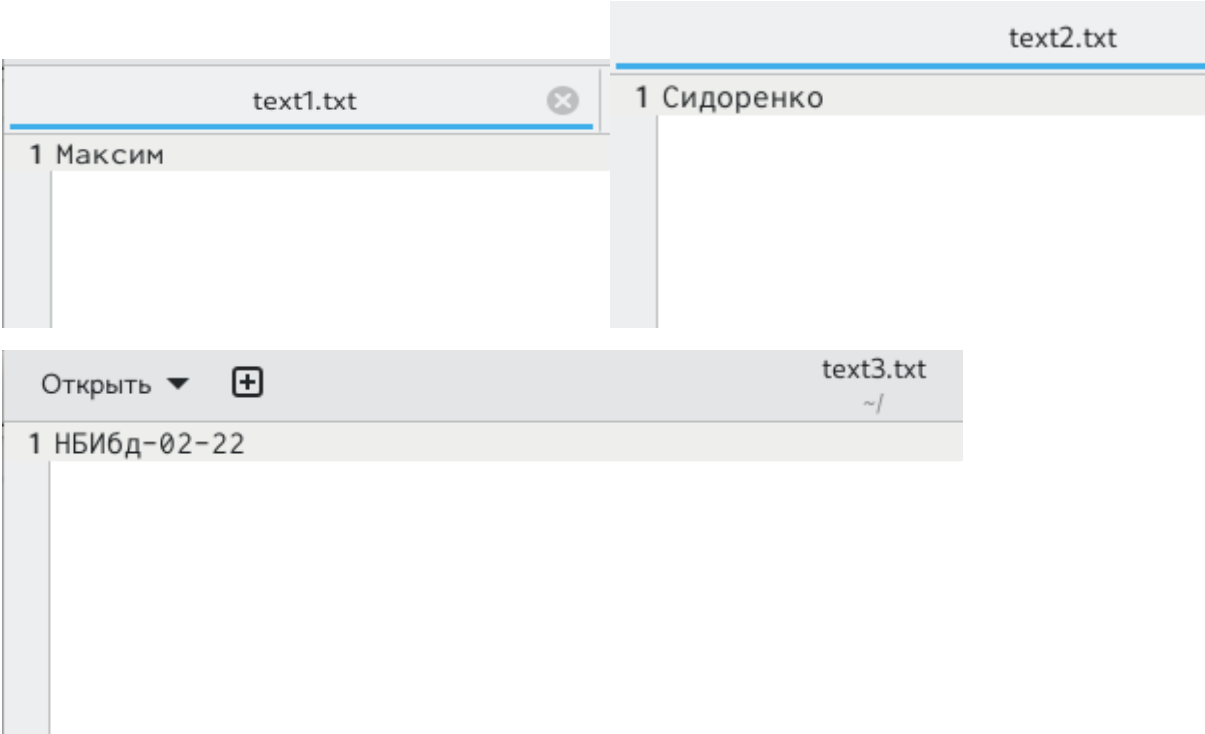 text1.txt
1 Максим
text2.txt
1 Сидоренко
Открыть
text3.txt
~/
1 НБИбд-02-22